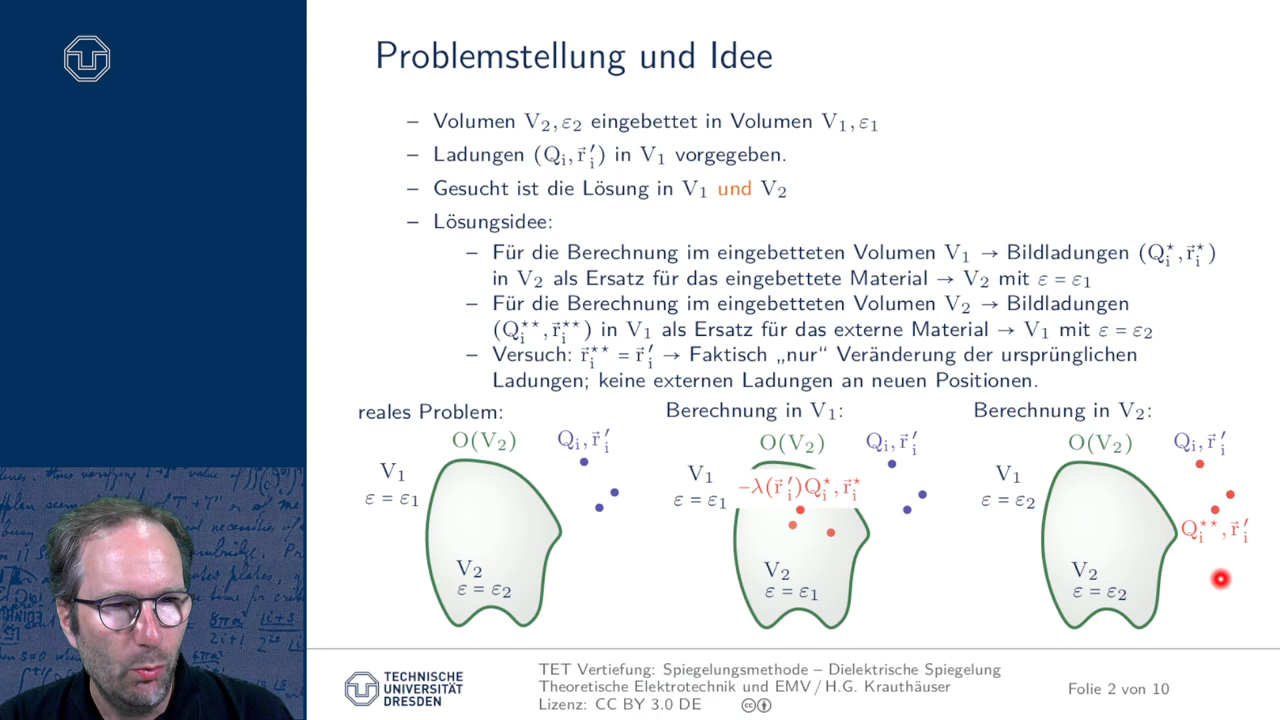 Problemstellung und Idee
– Volumen V₂, ε₂ eingebettet in Volumen V₁, ε₁
– Ladungen (Qᵢ, r⃗ᵢ′) in V₁ vorgegeben.
– Gesucht ist die Lösung in V₁ und V₂
– Lösungsidee:
– Für die Berechnung im eingebetteten Volumen V₁ → Bildladungen (Qᵢ⋆, r⃗ᵢ⋆)
in V₂ als Ersatz für das eingebettete Material → V₂ mit ε = ε₁
– Für die Berechnung im eingebetteten Volumen V₂ → Bildladungen
(Qᵢ⋆⋆, r⃗ᵢ⋆⋆) in V₁ als Ersatz für das externe Material → V₁ mit ε = ε₂
– Versuch: r⃗ᵢ⋆⋆ = r⃗ᵢ′ → Faktisch „nur“ Veränderung der ursprünglichen
Ladungen; keine externen Ladungen an neuen Positionen.
reales Problem:
O(V₂)
Qᵢ, r⃗ᵢ′
V₁
ε = ε₁
V₂
ε = ε₂
Berechnung in V₁:
O(V₂)
Qᵢ, r⃗ᵢ′
V₁
ε = ε₁
−λ(r⃗ᵢ′)Qᵢ⋆, r⃗ᵢ⋆
V₂
ε = ε₁
Berechnung in V₂:
O(V₂)
Qᵢ, r⃗ᵢ′
V₁
ε = ε₂
Qᵢ⋆⋆, r⃗ᵢ′
V₂
ε = ε₂
TECHNISCHE
UNIVERSITÄT
DRESDEN
TET Vertiefung: Spiegelungsmethode – Dielektrische Spiegelung
Theoretische Elektrotechnik und EMV / H.G. Krauthäuser
Lizenz: CC BY 3.0 DE
Folie 2 von 10